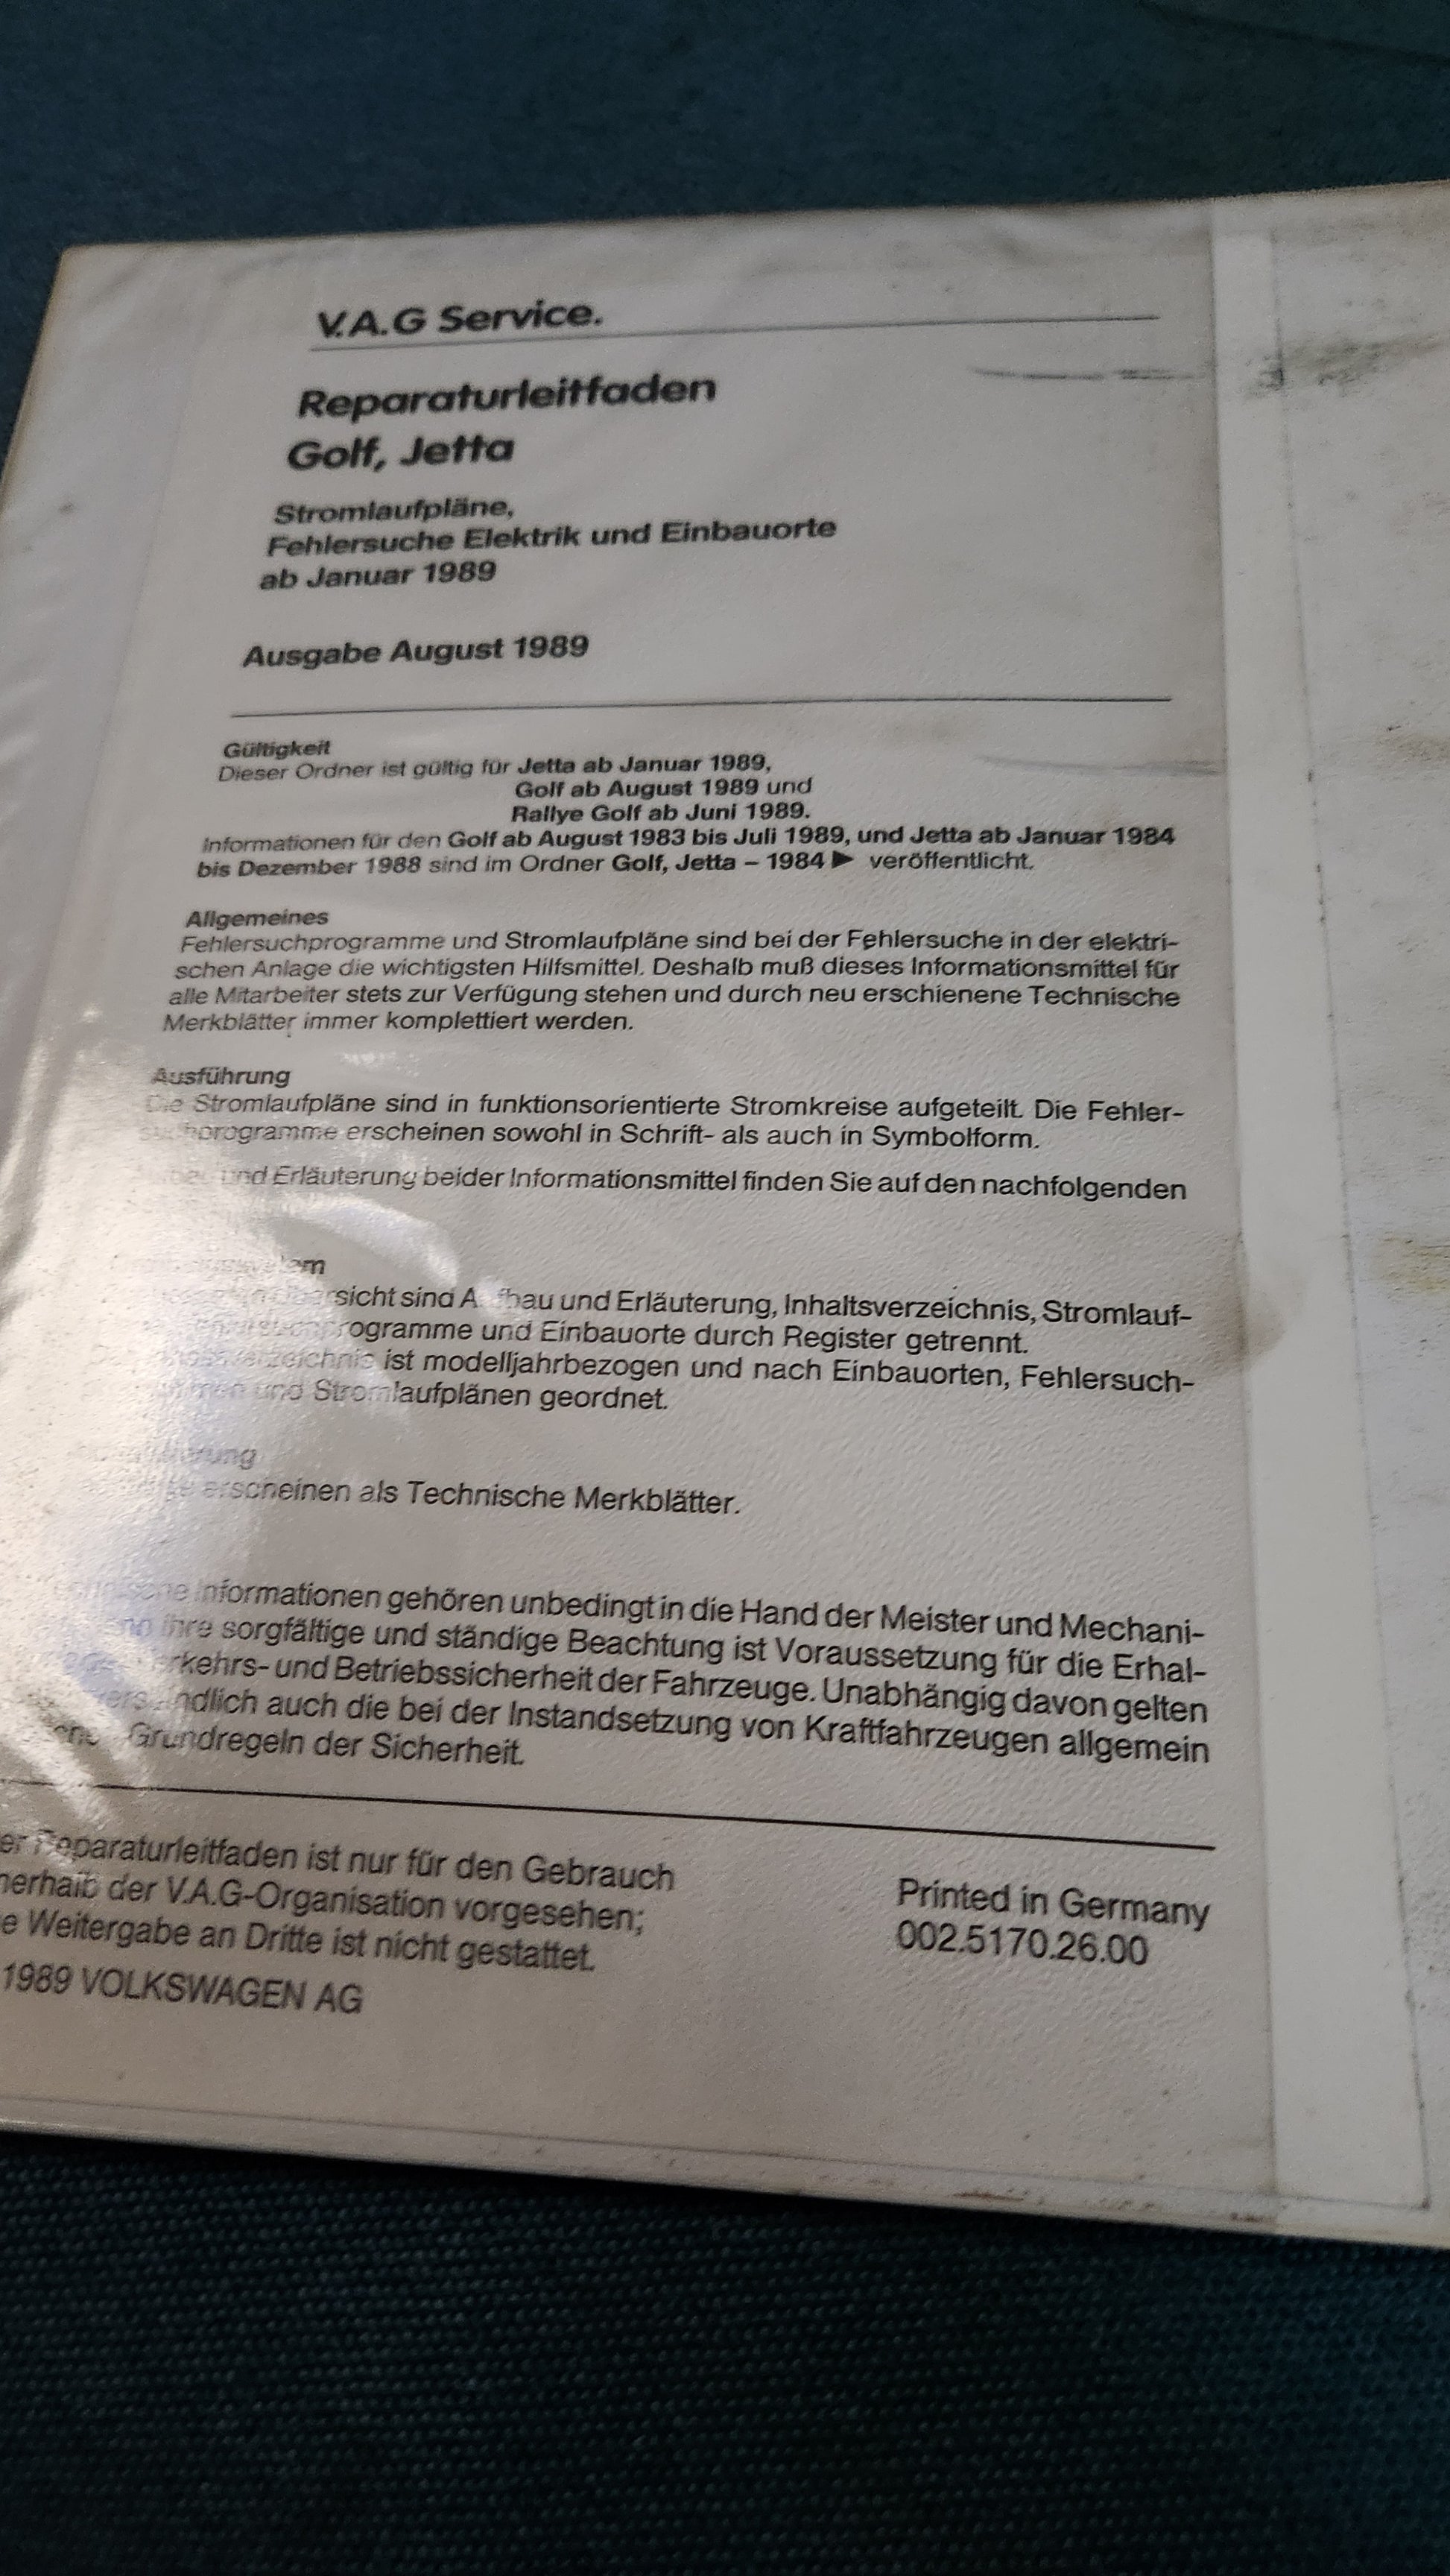 V.A.G Service.
Reparaturleitfaden
Golf, Jetta
Stromlaufpläne,
Fehlersuche Elektrik und Einbauorte
ab Januar 1989
Ausgabe August 1989
Gültigkeit
Dieser Ordner ist gültig für Jetta ab Januar 1989,
Golf ab August 1989 und
Rallye Golf ab Juni 1989.
Informationen für den Golf ab August 1983 bis Juli 1989, und Jetta ab Januar 1984
bis Dezember 1988 sind im Ordner Golf, Jetta – 1984 ▶ veröffentlicht.
Allgemeines
Fehlersuchprogramme und Stromlaufpläne sind bei der Fehlersuche in der elektri-
schen Anlage die wichtigsten Hilfsmittel. Deshalb muß dieses Informationsmittel für
alle Mitarbeiter stets zur Verfügung stehen und durch neu erschienene Technische
Merkblätter immer komplettiert werden.
Ausführung
Die Stromlaufpläne sind in funktionsorientierte Stromkreise aufgeteilt. Die Fehler-
suchprogramme erscheinen sowohl in Schrift- als auch in Symbolform.
und Erläuterung beider Informationsmittel finden Sie auf den nachfolgenden
sind Aufbau und Erläuterung, Inhaltsverzeichnis, Stromlauf-
und Einbauorte durch Register getrennt.
ist modelljahrbezogen und nach Einbauorten, Fehlersuch-
und Stromlaufplänen geordnet.
erscheinen als Technische Merkblätter.
Informationen gehören unbedingt in die Hand der Meister und Mechani-
ihre sorgfältige und ständige Beachtung ist Voraussetzung für die Erhal-
und Betriebssicherheit der Fahrzeuge. Unabhängig davon gelten
auch die bei der Instandsetzung von Kraftfahrzeugen allgemein
Grundregeln der Sicherheit.
er Reparaturleitfaden ist nur für den Gebrauch
nerhalb der V.A.G-Organisation vorgesehen;
e Weitergabe an Dritte ist nicht gestattet.
1989 VOLKSWAGEN AG
Printed in Germany
002.5170.26.00